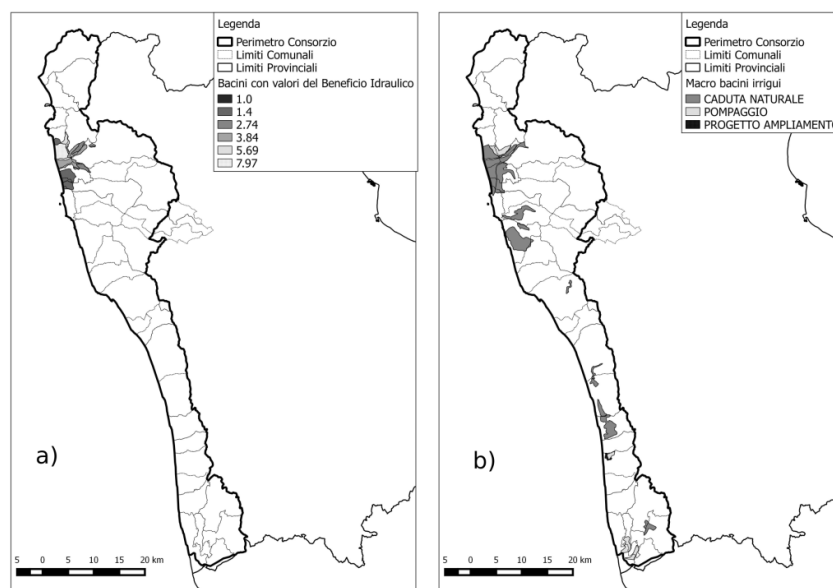 Legenda
Perimetro Consorzio
Limiti Comunali
Limiti Provinciali
Bacini con valori del Beneficio Idraulico
1.0
1.4
2.74
3.84
5.69
7.97
a)
5 0 5 10 15 20 km
Legenda
Perimetro Consorzio
Limiti Comunali
Limiti Provinciali
Macro bacini irrigui
CADUTA NATURALE
POMPAGGIO
PROGETTO AMPLIAMENTO
b)
5 0 5 10 15 20 km